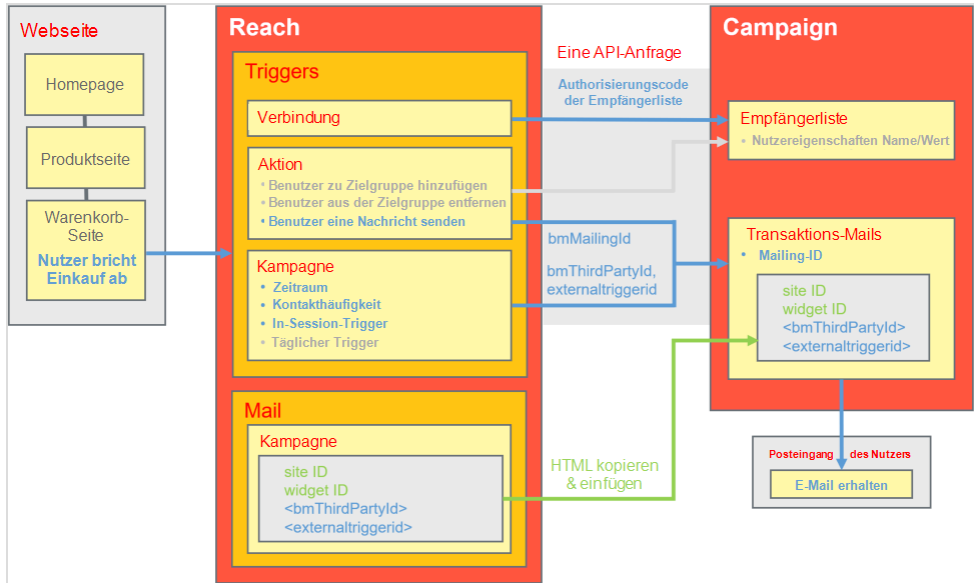 Webseite
Homepage
Produktseite
Warenkorb-
Seite
Nutzer bricht
Einkauf ab
Reach
Triggers
Verbindung
Aktion
• Benutzer zu Zielgruppe hinzufügen
• Benutzer aus der Zielgruppe entfernen
• Benutzer eine Nachricht senden
Kampagne
• Zeitraum
• Kontakthäufigkeit
• In-Session-Trigger
• Täglicher Trigger
Mail
Kampagne
site ID
widget ID
<bmThirdPartyId>
<externaltriggerid>
Eine API-Anfrage
Authorisierungscode
der Empfängerliste
bmMailingId
bmThirdPartyId,
externaltriggerid
HTML kopieren
& einfügen
Campaign
Empfängerliste
• Nutzereigenschaften Name/Wert
Transaktions-Mails
• Mailing-ID
site ID
widget ID
<bmThirdPartyId>
<externaltriggerid>
Posteingang des Nutzers
E-Mail erhalten